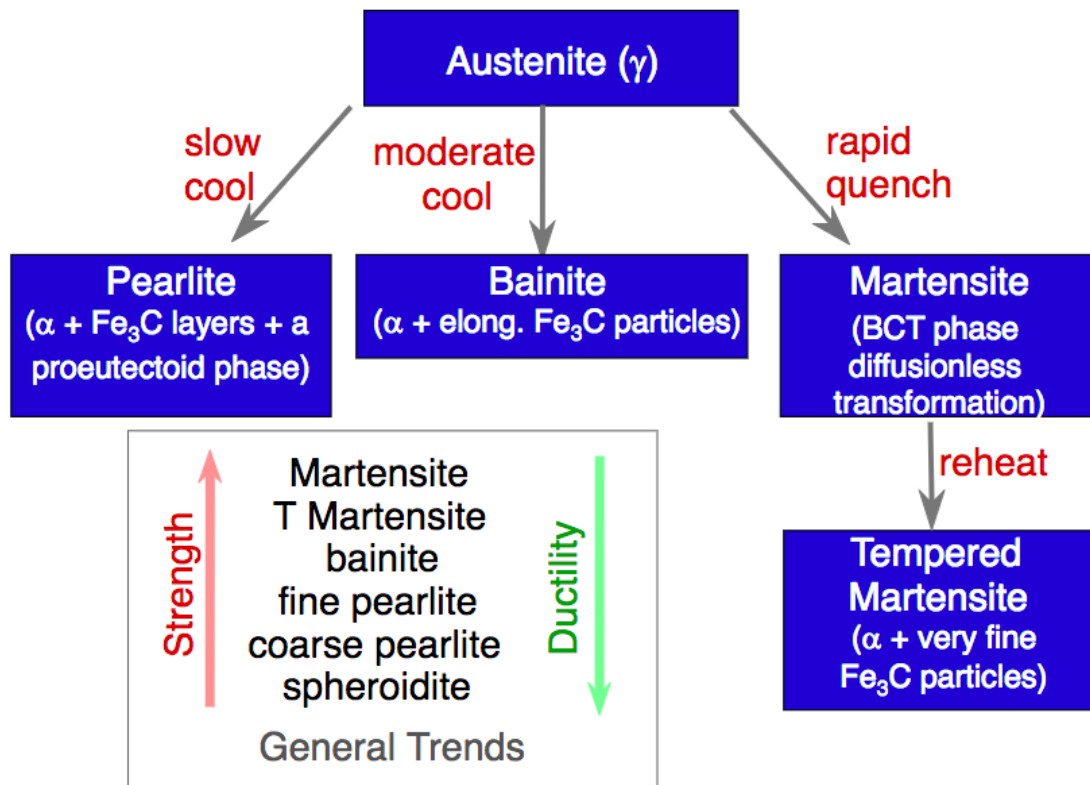 Austenite (γ)
slow
cool
moderate
cool
rapid
quench
Pearlite
(α + Fe₃C layers + a
proeutectoid phase)
Bainite
(α + elong. Fe₃C particles)
Martensite
(BCT phase
diffusionless
transformation)
reheat
Tempered
Martensite
(α + very fine
Fe₃C particles)
Strength
Martensite
T Martensite
bainite
fine pearlite
coarse pearlite
spheroidite
Ductility
General Trends